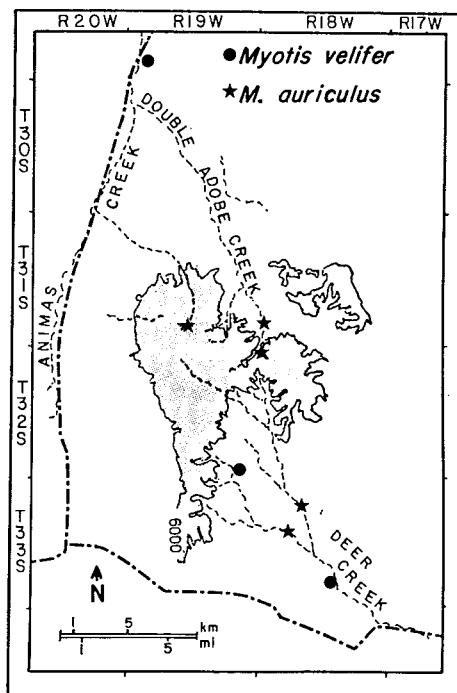 R20W R19W R18W R17W
● Myotis velifer
★ M. auriculus
T30S
T31S
T32S
T33S
DOUBLE ADOBE CREEK
ANIMAS CREEK
DEER CREEK
6000
N
1 5 km
1 5 mi